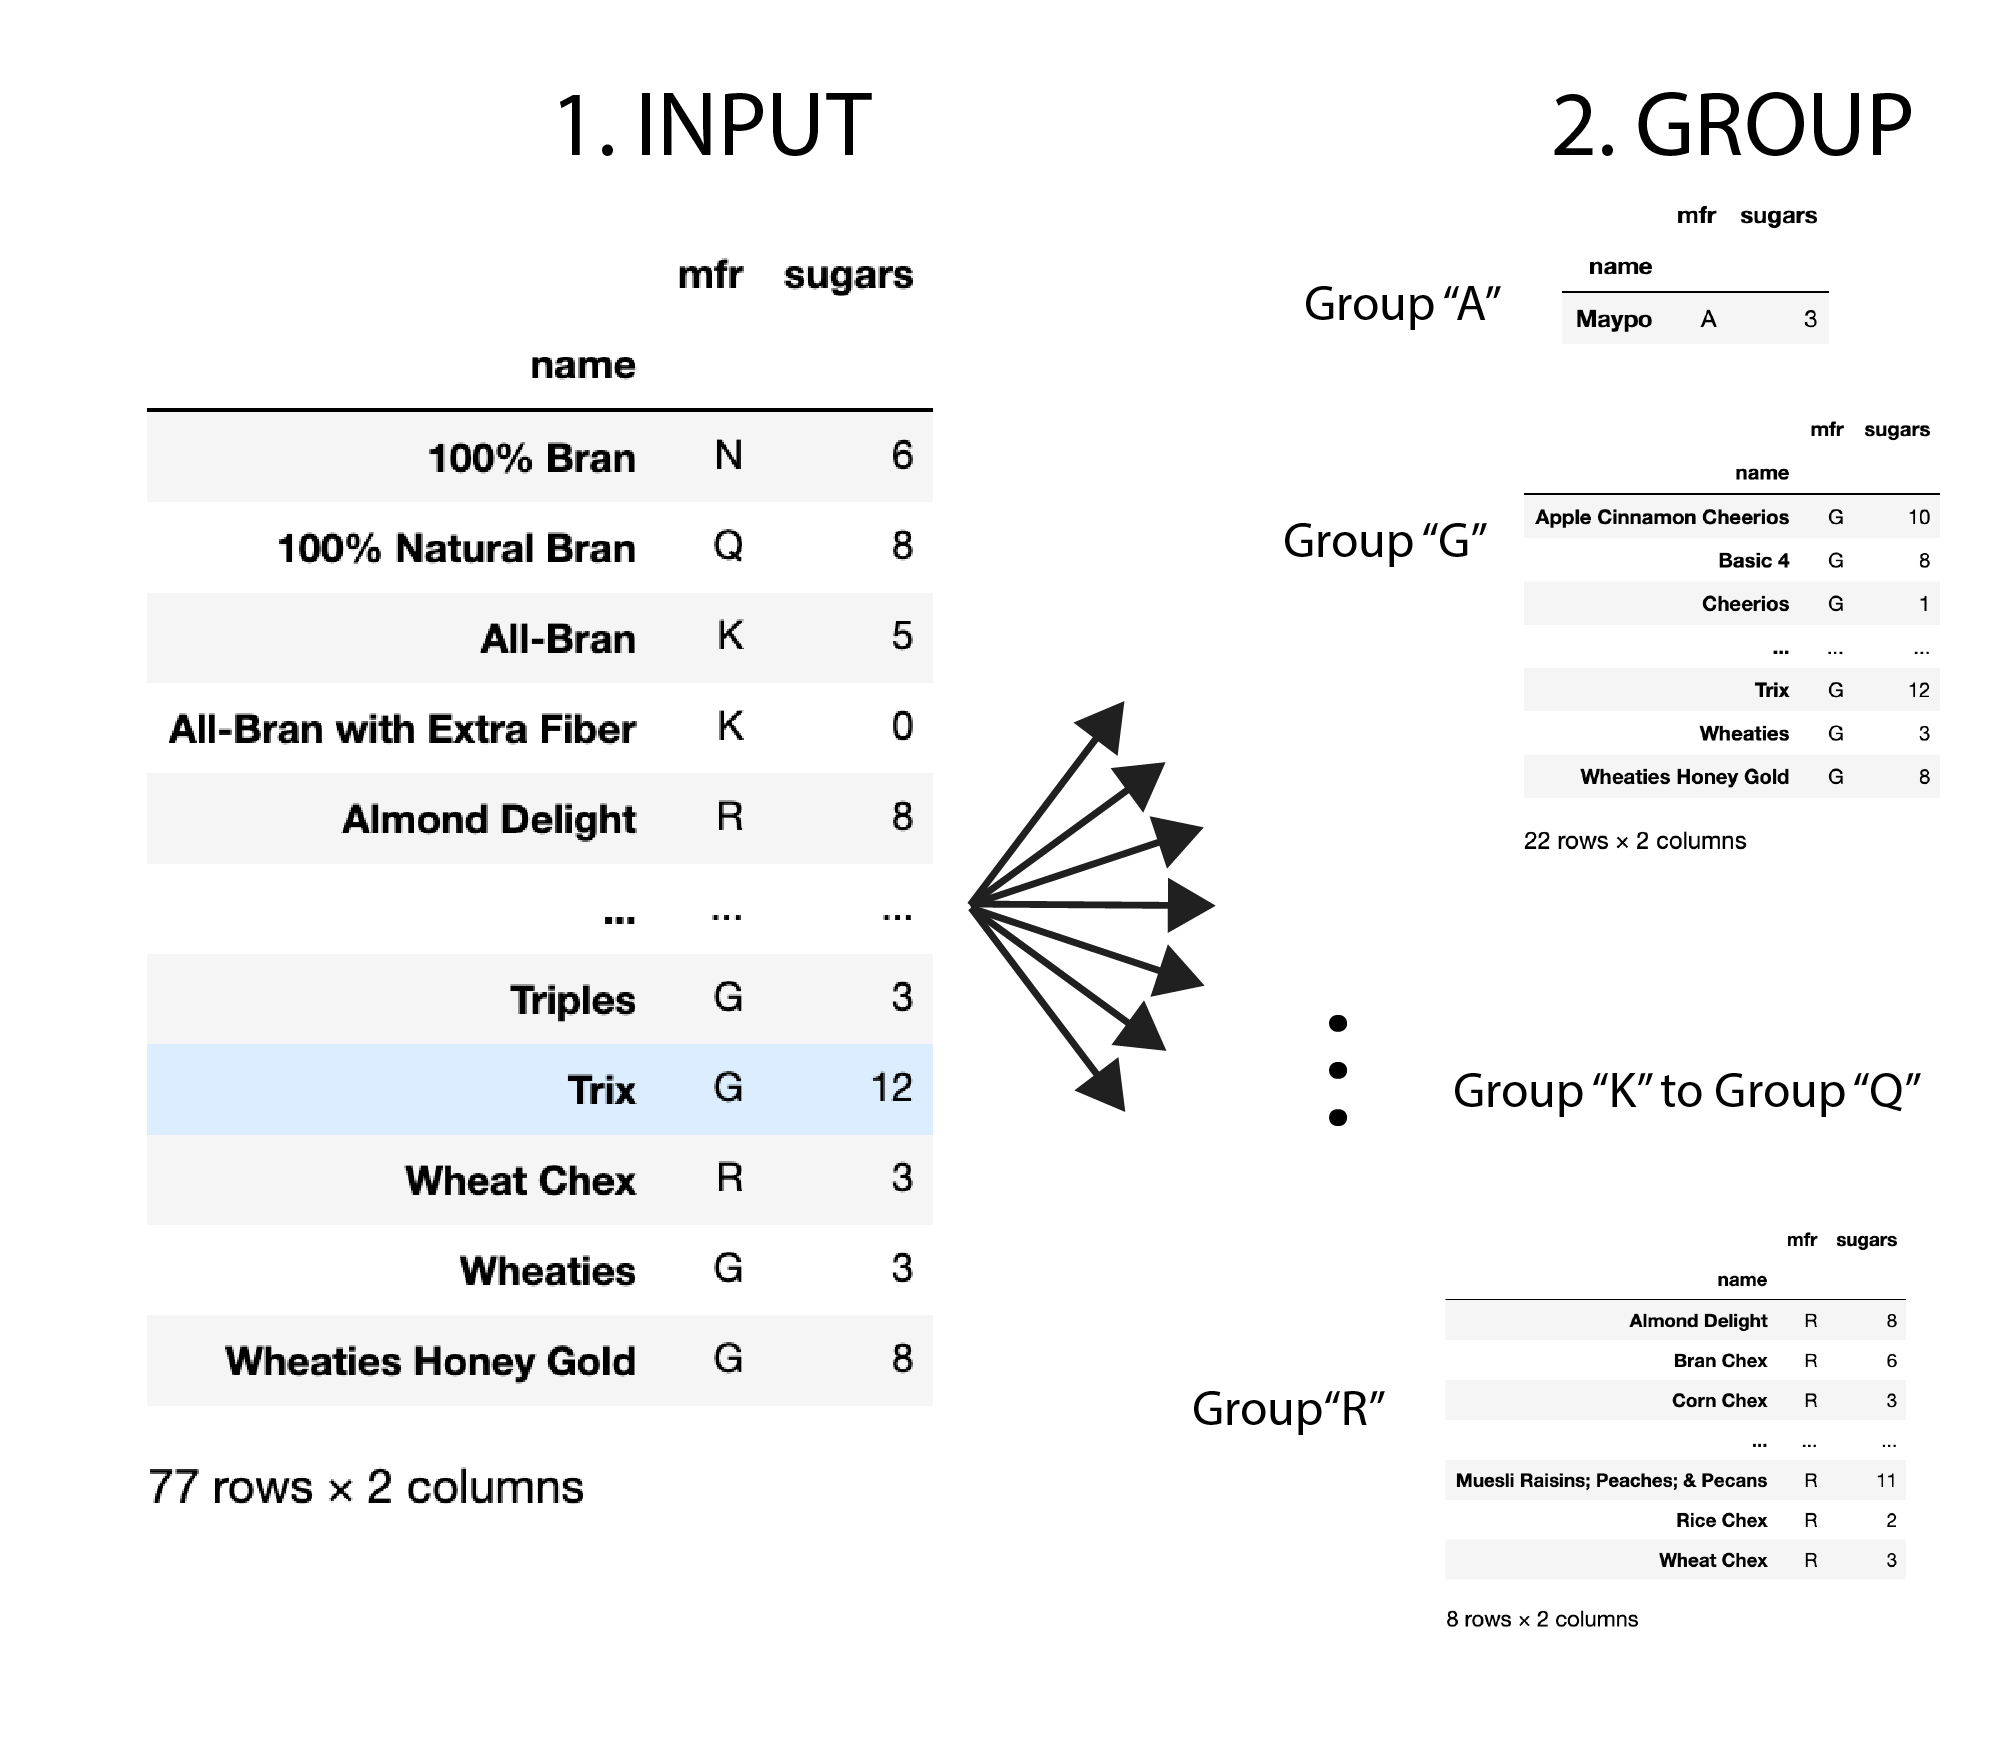 1. INPUT
mfr sugars
name
100% Bran N 6
100% Natural Bran Q 8
All-Bran K 5
All-Bran with Extra Fiber K 0
Almond Delight R 8
... ... ...
Triples G 3
Trix G 12
Wheat Chex R 3
Wheaties G 3
Wheaties Honey Gold G 8
77 rows × 2 columns
2. GROUP
Group “A”
mfr sugars
name
Maypo A 3
Group “G”
mfr sugars
name
Apple Cinnamon Cheerios G 10
Basic 4 G 8
Cheerios G 1
... ... ...
Trix G 12
Wheaties G 3
Wheaties Honey Gold G 8
22 rows × 2 columns
Group “K” to Group “Q”
Group“R”
mfr sugars
name
Almond Delight R 8
Bran Chex R 6
Corn Chex R 3
... ... ...
Muesli Raisins; Peaches; & Pecans R 11
Rice Chex R 2
Wheat Chex R 3
8 rows × 2 columns